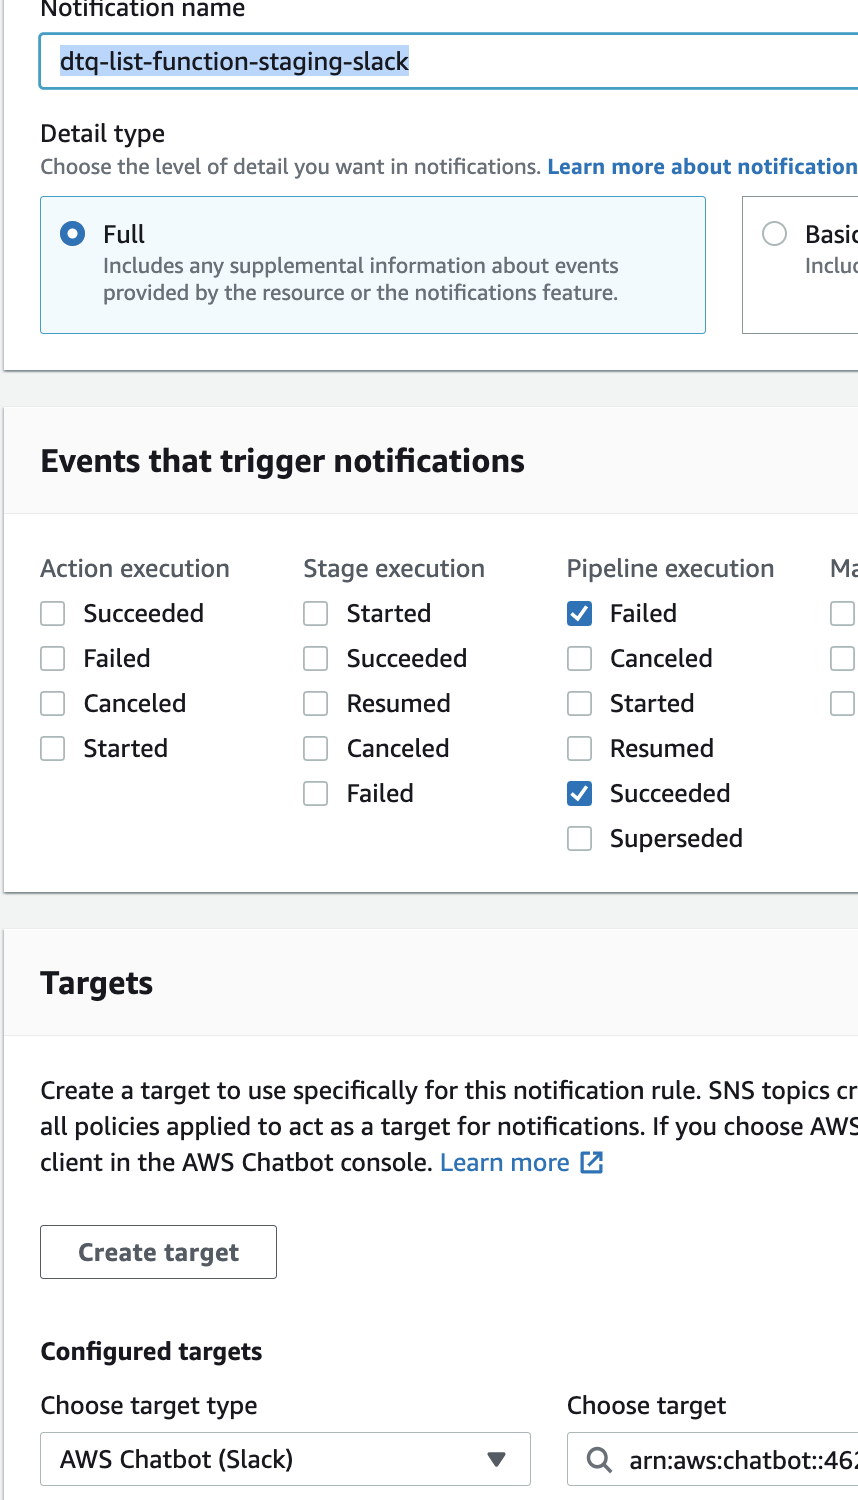 Notification name
dtq-list-function-staging-slack
Detail type
Choose the level of detail you want in notifications. Learn more about notification
Full
Includes any supplemental information about events
provided by the resource or the notifications feature.
Basic
Includ
Events that trigger notifications
Action execution
Succeeded
Failed
Canceled
Started
Stage execution
Started
Succeeded
Resumed
Canceled
Failed
Pipeline execution
Failed
Canceled
Started
Resumed
Succeeded
Superseded
Ma
Targets
Create a target to use specifically for this notification rule. SNS topics cr
all policies applied to act as a target for notifications. If you choose AWS
client in the AWS Chatbot console. Learn more
Create target
Configured targets
Choose target type
AWS Chatbot (Slack)
Choose target
arn:aws:chatbot::462